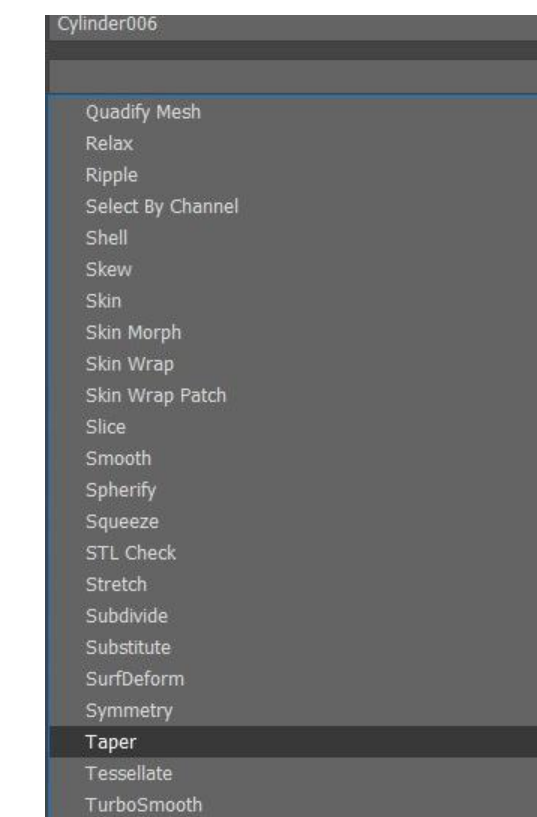 Cylinder006
Quadify Mesh
Relax
Ripple
Select By Channel
Shell
Skew
Skin
Skin Morph
Skin Wrap
Skin Wrap Patch
Slice
Smooth
Spherify
Squeeze
STL Check
Stretch
Subdivide
Substitute
SurfDeform
Symmetry
Taper
Tessellate
TurboSmooth